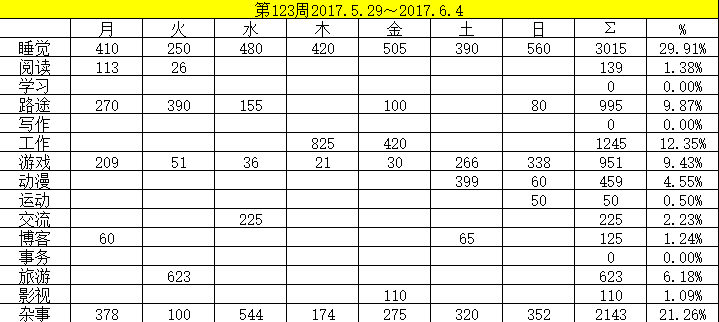 第123周2017.5.29～2017.6.4
月 火 水 木 金 土 日 Σ %
睡觉 410 250 480 420 505 390 560 3015 29.91%
阅读 113 26 139 1.38%
学习 0 0.00%
路途 270 390 155 100 80 995 9.87%
写作 0 0.00%
工作 825 420 1245 12.35%
游戏 209 51 36 21 30 266 338 951 9.43%
动漫 399 60 459 4.55%
运动 50 50 0.50%
交流 225 225 2.23%
博客 60 65 125 1.24%
事务 0 0.00%
旅游 623 623 6.18%
影视 110 110 1.09%
杂事 378 100 544 174 275 320 352 2143 21.26%